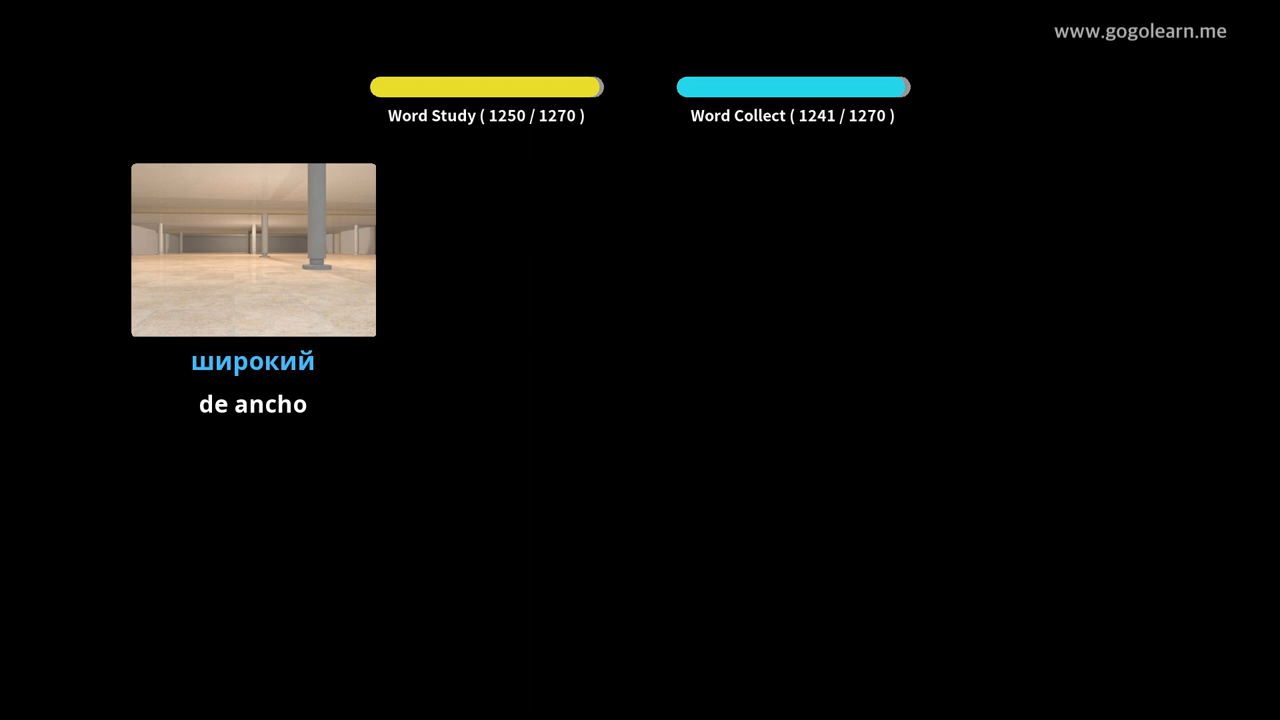 www.gogolearn.me
Word Study ( 1250 / 1270 )
Word Collect ( 1241 / 1270 )
широкий
de ancho